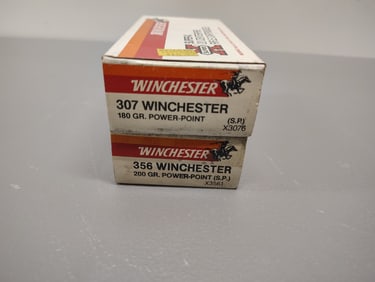 WINCHESTER
307 WINCHESTER
180 GR. POWER-POINT (S.P.)
X3076
WINCHESTER
356 WINCHESTER
200 GR. POWER-POINT (S.P.)
X3561